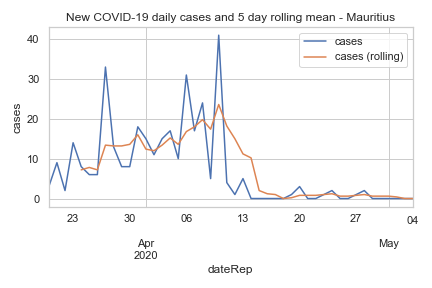 New COVID-19 daily cases and 5 day rolling mean - Mauritius
cases
cases (rolling)
40
30
20
10
0
cases
23
30
06
13
20
27
04
Apr
2020
May
dateRep